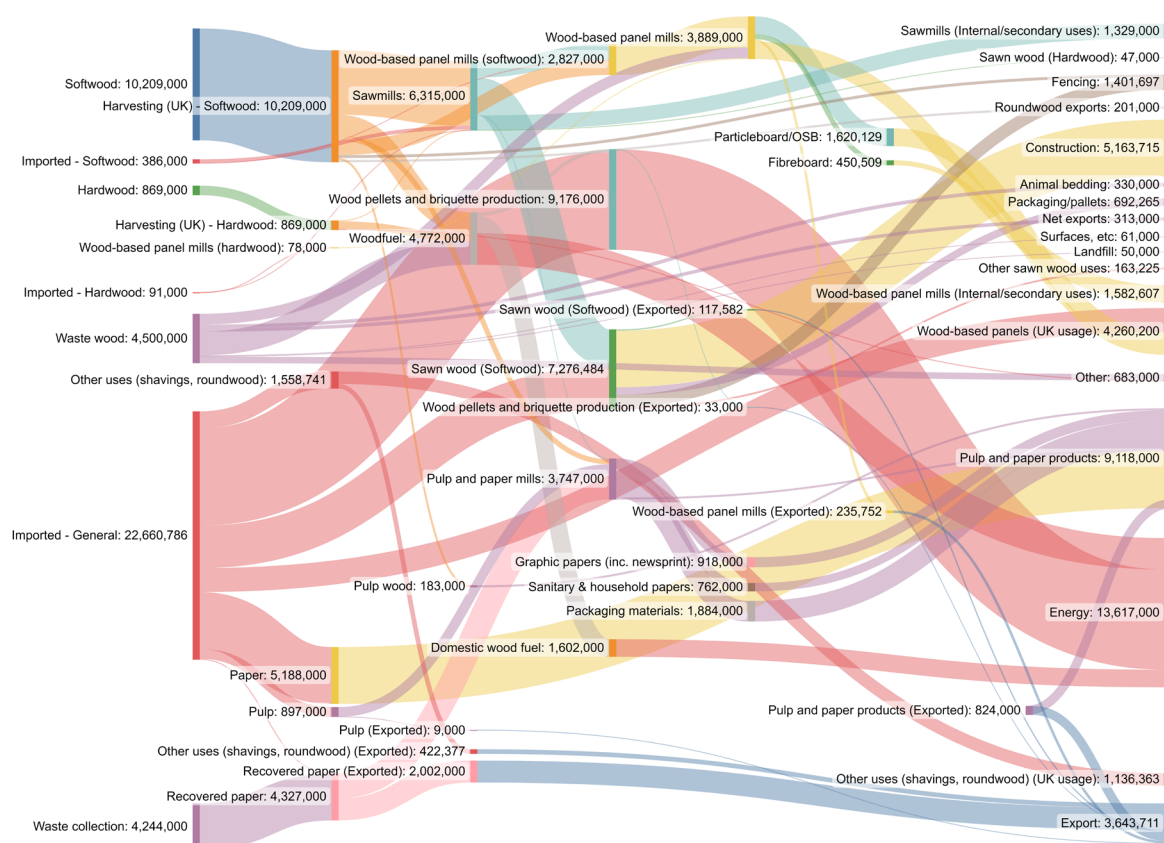 Sawmills (Internal/secondary uses): 1,329,000
Wood-based panel mills: 3,889,000
Sawn wood (Hardwood): 47,000
Wood-based panel mills (softwood): 2,827,000
Softwood: 10,209,000
Fencing: 1,401,697
Sawmills: 6,315,000
Harvesting (UK) - Softwood: 10,209,000
Roundwood exports: 201,000
Particleboard/OSB: 1,620,129
Construction: 5,163,715
Imported - Softwood: 386,000
Fibreboard: 450,509
Hardwood: 869,000
Animal bedding: 330,000
Wood pellets and briquette production: 9,176,000
Packaging/pallets: 692,265
Net exports: 313,000
Harvesting (UK) - Hardwood: 869,000
Woodfuel: 4,772,000
Surfaces, etc: 61,000
Wood-based panel mills (hardwood): 78,000
Landfill: 50,000
Other sawn wood uses: 163,225
Imported - Hardwood: 91,000
Wood-based panel mills (Internal/secondary uses): 1,582,607
Sawn wood (Softwood) (Exported): 117,582
Wood-based panels (UK usage): 4,260,200
Waste wood: 4,500,000
Sawn wood (Softwood): 7,276,484
Other: 683,000
Other uses (shavings, roundwood): 1,558,741
Wood pellets and briquette production (Exported): 33,000
Pulp and paper products: 9,118,000
Pulp and paper mills: 3,747,000
Wood-based panel mills (Exported): 235,752
Imported - General: 22,660,786
Graphic papers (inc. newsprint): 918,000
Pulp wood: 183,000
Sanitary & household papers: 762,000
Packaging materials: 1,884,000
Energy: 13,617,000
Domestic wood fuel: 1,602,000
Paper: 5,188,000
Pulp: 897,000
Pulp and paper products (Exported): 824,000
Pulp (Exported): 9,000
Other uses (shavings, roundwood) (Exported): 422,377
Recovered paper (Exported): 2,002,000
Other uses (shavings, roundwood) (UK usage): 1,136,363
Recovered paper: 4,327,000
Export: 3,643,711
Waste collection: 4,244,000